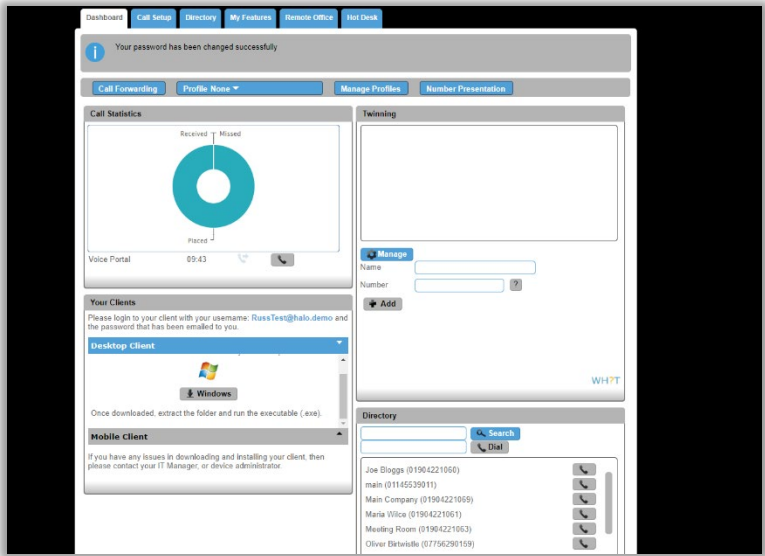 Dashboard Call Setup Directory My Features Remote Office Hot Desk
Your password has been changed successfully
Call Forwarding Profile None Manage Profiles Number Presentation
Call Statistics
Received Missed
Placed
Voice Portal 09:43
Your Clients
Please login to your client with your username: RussTest@halo.demo and
the password that has been emailed to you.
Desktop Client
Windows
Once downloaded, extract the folder and run the executable (.exe).
Mobile Client
If you have any issues in downloading and installing your client, then
please contact your IT Manager, or device administrator
Twinning
Manage
Name
Number ?
Add
WH?T
Directory
Search
Dial
Joe Bloggs (01904221060)
main (01145539011)
Main Company (01904221069)
Maria Wilce (01904221061)
Meeting Room (01904221063)
Oliver Birtwistle (07756290159)